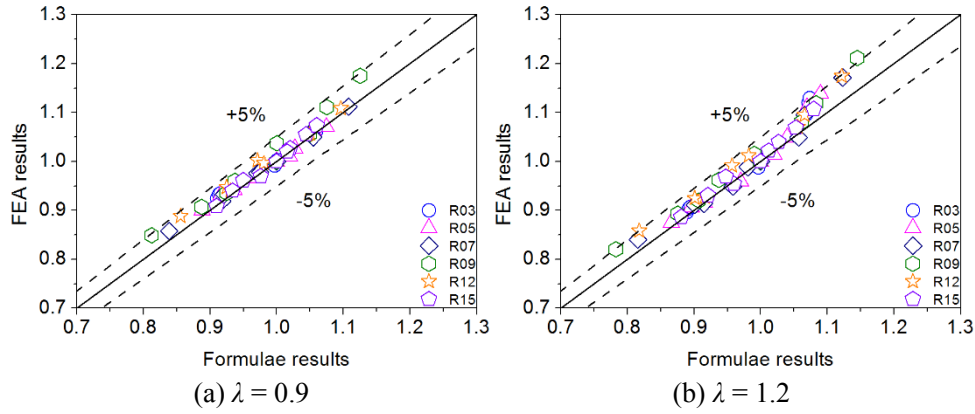 1.3
1.2
1.1
1.0
0.9
0.8
0.7
FEA results
+5%
-5%
R03
R05
R07
R09
R12
R15
0.7 0.8 0.9 1.0 1.1 1.2 1.3
Formulae results
(a) λ = 0.9
1.3
1.2
1.1
1.0
0.9
0.8
0.7
FEA results
+5%
-5%
R03
R05
R07
R09
R12
R15
0.7 0.8 0.9 1.0 1.1 1.2 1.3
Formulae results
(b) λ = 1.2